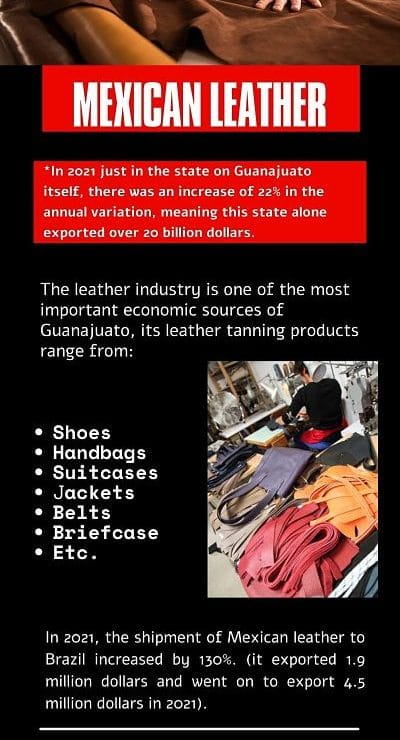 MEXICAN LEATHER
*In 2021 just in the state on Guanajuato
itself, there was an increase of 22% in the
annual variation, meaning this state alone
exported over 20 billion dollars.
The leather industry is one of the most
important economic sources of
Guanajuato, its leather tanning products
range from:
• Shoes
• Handbags
• Suitcases
• Jackets
• Belts
• Briefcase
• Etc.
In 2021, the shipment of Mexican leather to
Brazil increased by 130%. (it exported 1.9
million dollars and went on to export 4.5
million dollars in 2021).